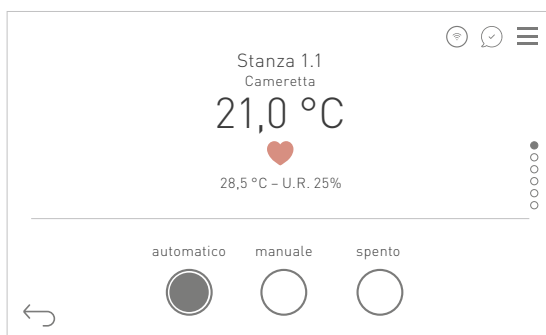 Stanza 1.1
Cameretta
21,0 °C
28,5 °C – U.R. 25%
automatico manuale spento